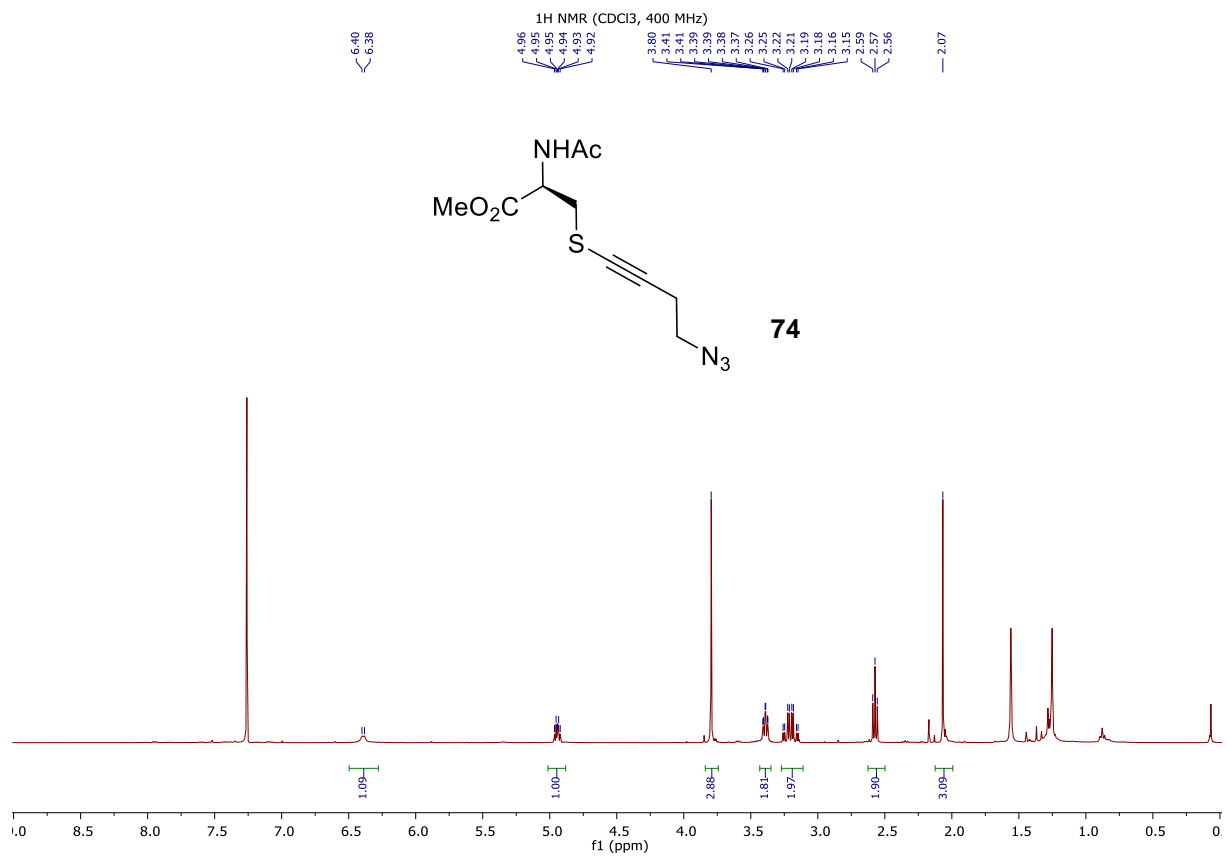 1H NMR (CDCl3, 400 MHz)
6.40 6.38 4.96 4.95 4.95 4.94 4.93 4.92 3.80 3.41 3.41 3.39 3.39 3.38 3.37 3.26 3.25 3.22 3.21 3.19 3.18 3.16 3.15 2.59 2.57 2.56 2.07
NHAc
MeO2C
S
74
N3
1.09 1.00 2.88 1.81 1.97 1.90 3.09
8.5 8.0 7.5 7.0 6.5 6.0 5.5 5.0 4.5 4.0 3.5 3.0 2.5 2.0 1.5 1.0 0.5
f1 (ppm)